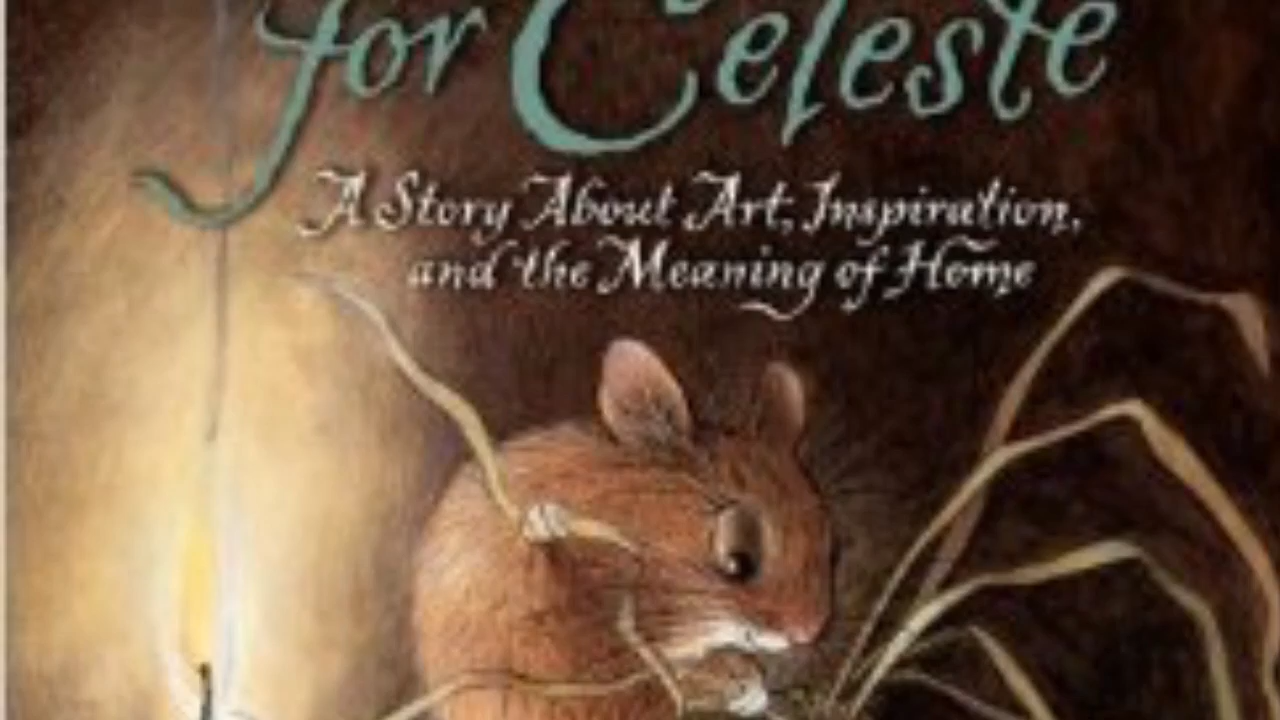 for Celeste
A Story About Art, Inspiration,
and the Meaning of Home